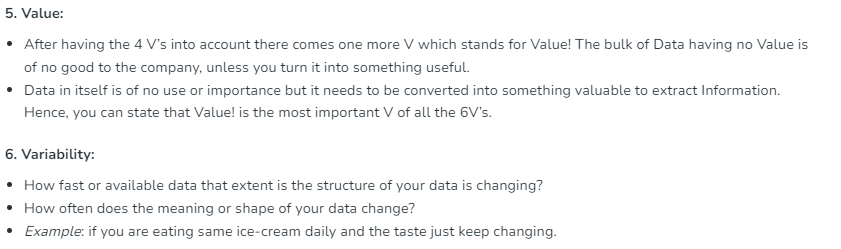 5. Value:
• After having the 4 V's into account there comes one more V which stands for Value! The bulk of Data having no Value is
of no good to the company, unless you turn it into something useful.
• Data in itself is of no use or importance but it needs to be converted into something valuable to extract Information.
Hence, you can state that Value! is the most important V of all the 6V's.
6. Variability:
• How fast or available data that extent is the structure of your data is changing?
• How often does the meaning or shape of your data change?
• Example: if you are eating same ice-cream daily and the taste just keep changing.